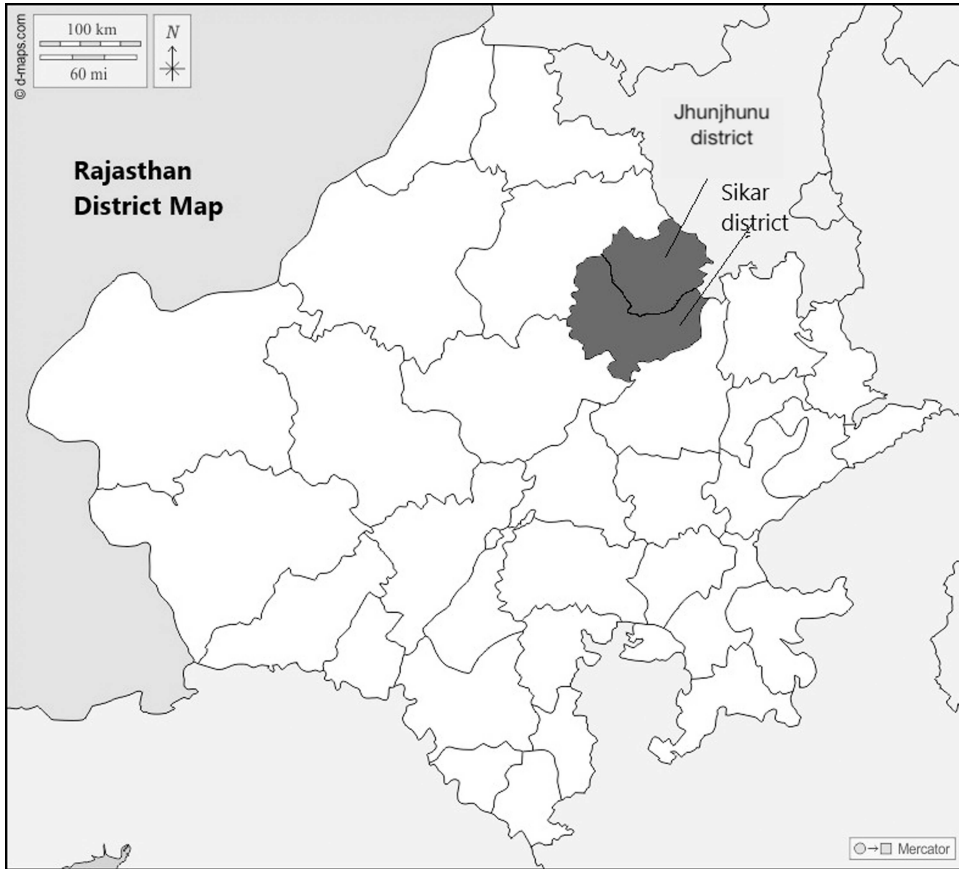 © d-maps.com
100 km
60 mi
N
Jhunjhunu
district
Rajasthan
District Map
Sikar
district
Mercator